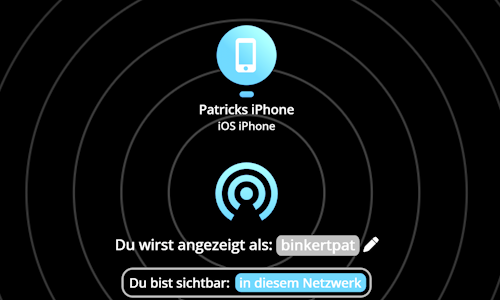 Patricks iPhone
iOS iPhone
Du wirst angezeigt als: binkertpat
Du bist sichtbar: in diesem Netzwerk